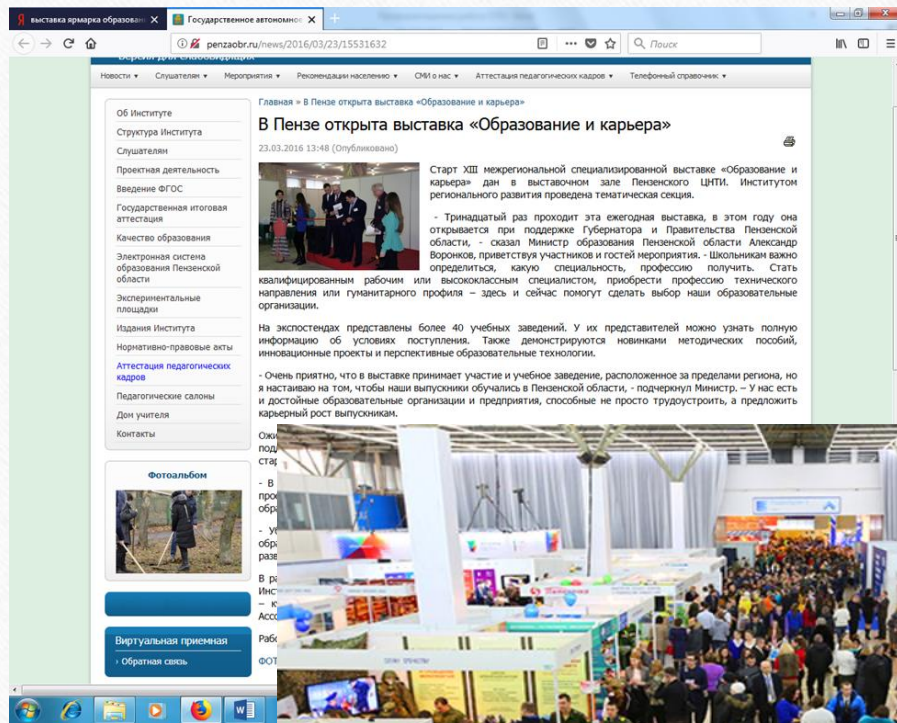 выставка ярмарка образован
Государственное автономное
penzaobr.ru/news/2016/03/23/15531632
Поиск
Версия для слабовидящих
Новости
Слушателям
Мероприятия
Рекомендации населению
СМИ о нас
Аттестация педагогических кадров
Телефонный справочник
Об Институте
Структура Института
Слушателям
Проектная деятельность
Введение ФГОС
Государственная итоговая
аттестация
Качество образования
Электронная система
образования Пензенской
области
Экспериментальные
площадки
Издания Института
Нормативно-правовые акты
Аттестация педагогических
кадров
Педагогические салоны
Дом учителя
Контакты
Фотоальбом
Виртуальная приемная
› Обратная связь
Главная » В Пензе открыта выставка «Образование и карьера»
В Пензе открыта выставка «Образование и карьера»
23.03.2016 13:48 (Опубликовано)
Старт XIII межрегиональной специализированной выставке «Образование и
карьера» дан в выставочном зале Пензенского ЦНТИ. Институтом
регионального развития проведена тематическая секция.
- Тринадцатый раз проходит эта ежегодная выставка, в этом году она
открывается при поддержке Губернатора и Правительства Пензенской
области, - сказал Министр образования Пензенской области Александр
Воронков, приветствуя участников и гостей мероприятия. - Школьникам важно
определиться, какую специальность, профессию получить. Стать
квалифицированным рабочим или высококлассным специалистом, приобрести профессию технического
направления или гуманитарного профиля – здесь и сейчас помогут сделать выбор наши образовательные
организации.
На экспостендах представлены более 40 учебных заведений. У их представителей можно узнать полную
информацию об условиях поступления. Также демонстрируются новинками методических пособий,
инновационные проекты и перспективные образовательные технологии.
- Очень приятно, что в выставке принимает участие и учебное заведение, расположенное за пределами региона, но
я настаиваю на том, чтобы наши выпускники обучались в Пензенской области, - подчеркнул Министр. – У нас есть
и достойные образовательные организации и предприятия, способные не просто трудоустроить, а предложить
карьерный рост выпускникам.
- В
обра
разв
В ра
Инст
Ассо
Рабо
ФОТ